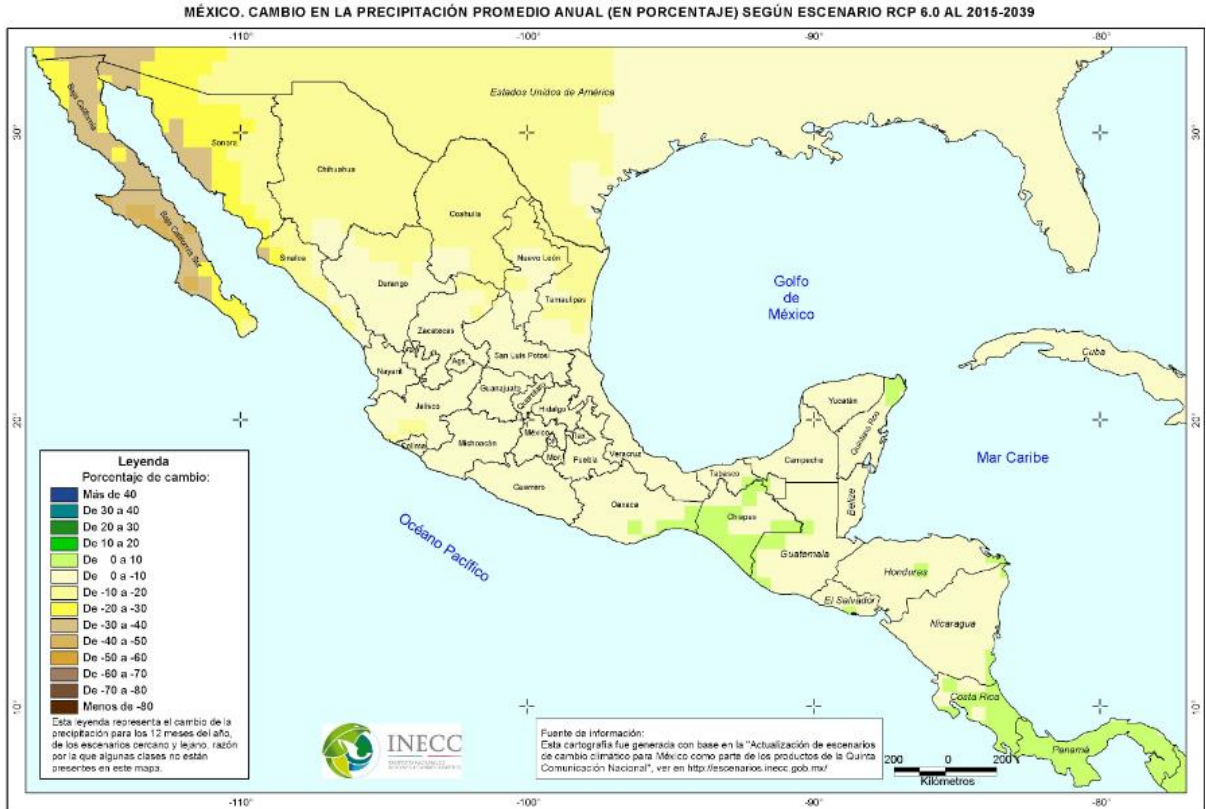 MÉXICO. CAMBIO EN LA PRECIPITACIÓN PROMEDIO ANUAL (EN PORCENTAJE) SEGÚN ESCENARIO RCP 6.0 AL 2015-2039
-110°
-100°
-90°
-80°
30°
30°
20°
20°
10°
10°
Estados Unidos de América
Baja California
Sonora
Chihuahua
Coahuila
Baja California Sur
Sinaloa
Durango
Nuevo León
Tamaulipas
Zacatecas
San Luis Potosí
Nayarit
Ags.
Guanajuato
Querétaro
Hidalgo
Jalisco
Colima
Michoacán
México
Tlax.
Mor.
Puebla
Veracruz
Guerrero
Oaxaca
Tabasco
Chiapas
Campeche
Yucatán
Quintana Roo
Golfo
de
México
Cuba
Mar Caribe
Océano Pacífico
Belize
Guatemala
Honduras
El Salvador
Nicaragua
Costa Rica
Panamá
Leyenda
Porcentaje de cambio:
Más de 40
De 30 a 40
De 20 a 30
De 10 a 20
De 0 a 10
De 0 a -10
De -10 a -20
De -20 a -30
De -30 a -40
De -40 a -50
De -50 a -60
De -60 a -70
De -70 a -80
Menos de -80
Esta leyenda representa el cambio de la
precipitación para los 12 meses del año,
de los escenarios cercano y lejano, razón
por la que algunas clases no están
presentes en este mapa.
INECC
Fuente de información:
Esta cartografía fue generada con base en la "Actualización de escenarios
de cambio climático para México como parte de los productos de la Quinta
Comunicación Nacional", ver en http://escenarios.inecc.gob.mx/
200 0 200
Kilómetros
-110°
-100°
-90°
-80°